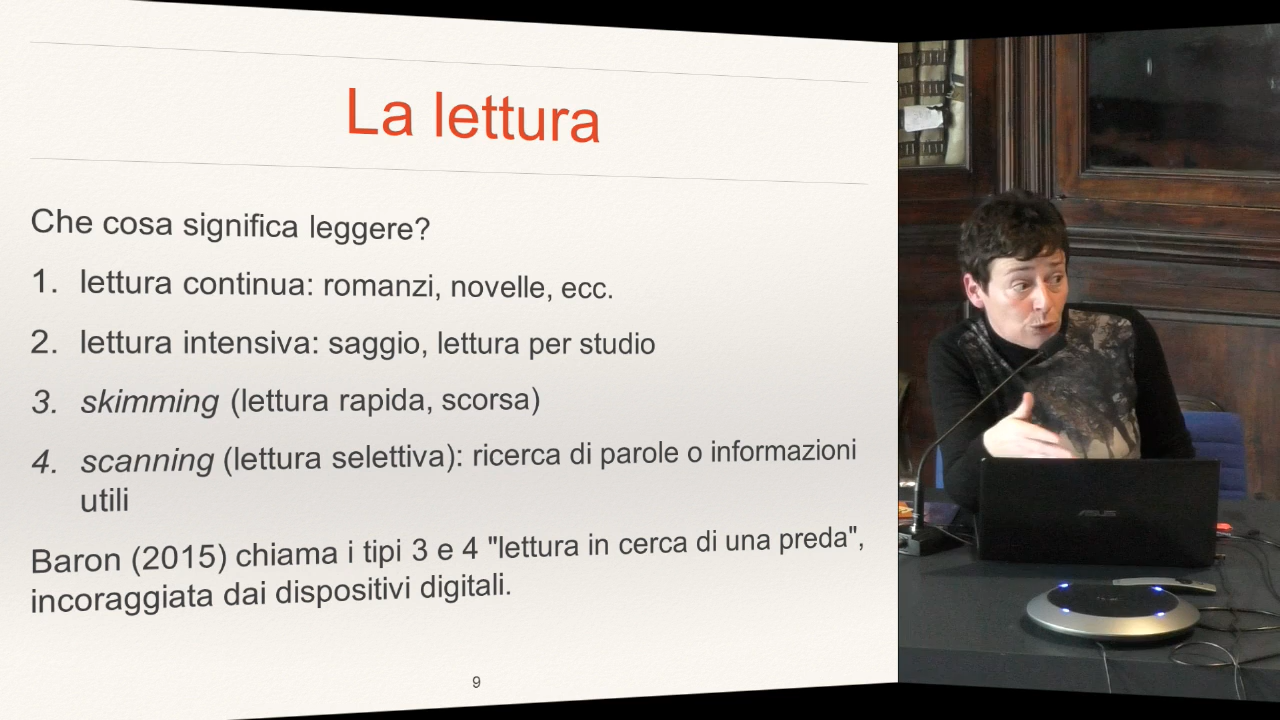 La lettura
Che cosa significa leggere?
1. lettura continua: romanzi, novelle, ecc.
2. lettura intensiva: saggio, lettura per studio
3. skimming (lettura rapida, scorsa)
4. scanning (lettura selettiva): ricerca di parole o informazioni
utili
Baron (2015) chiama i tipi 3 e 4 "lettura in cerca di una preda",
incoraggiata dai dispositivi digitali.
9
ASUS